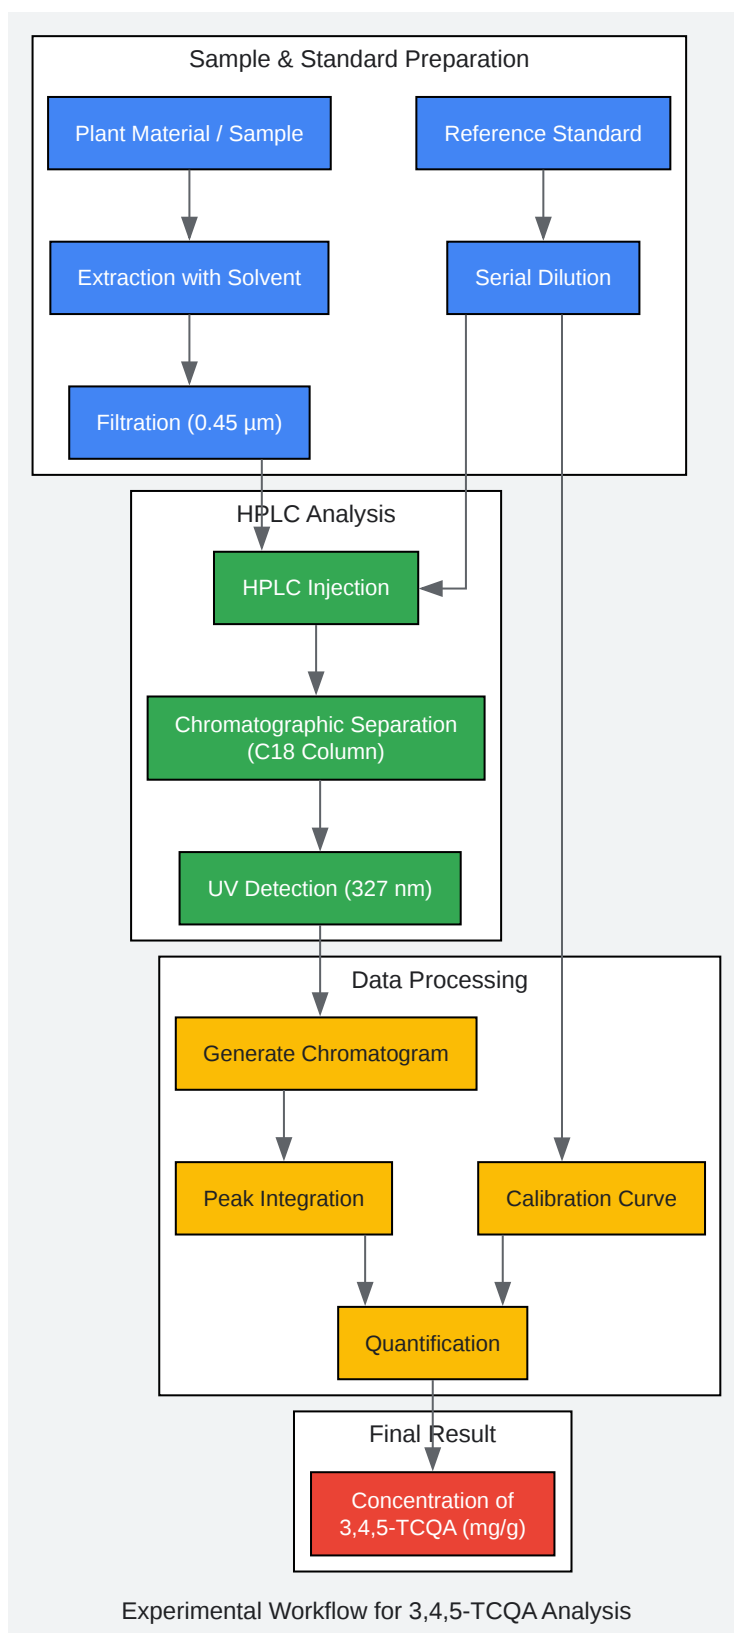 Sample & Standard Preparation
Plant Material / Sample
Reference Standard
Extraction with Solvent
Serial Dilution
Filtration (0.45 µm)
HPLC Analysis
HPLC Injection
Chromatographic Separation
(C18 Column)
UV Detection (327 nm)
Data Processing
Generate Chromatogram
Peak Integration
Calibration Curve
Quantification
Final Result
Concentration of
3,4,5-TCQA (mg/g)
Experimental Workflow for 3,4,5-TCQA Analysis